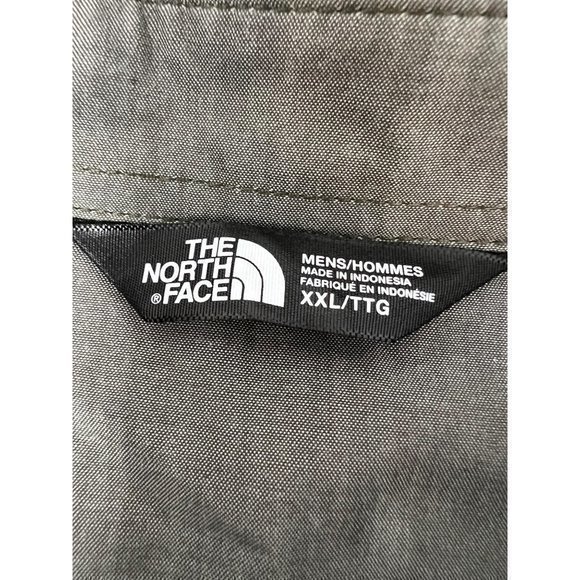 THE
NORTH
®FACE
MENS/HOMMES
MADE IN INDONESIA
FABRIQUÉ EN INDONÉSIE
XXL/TTG